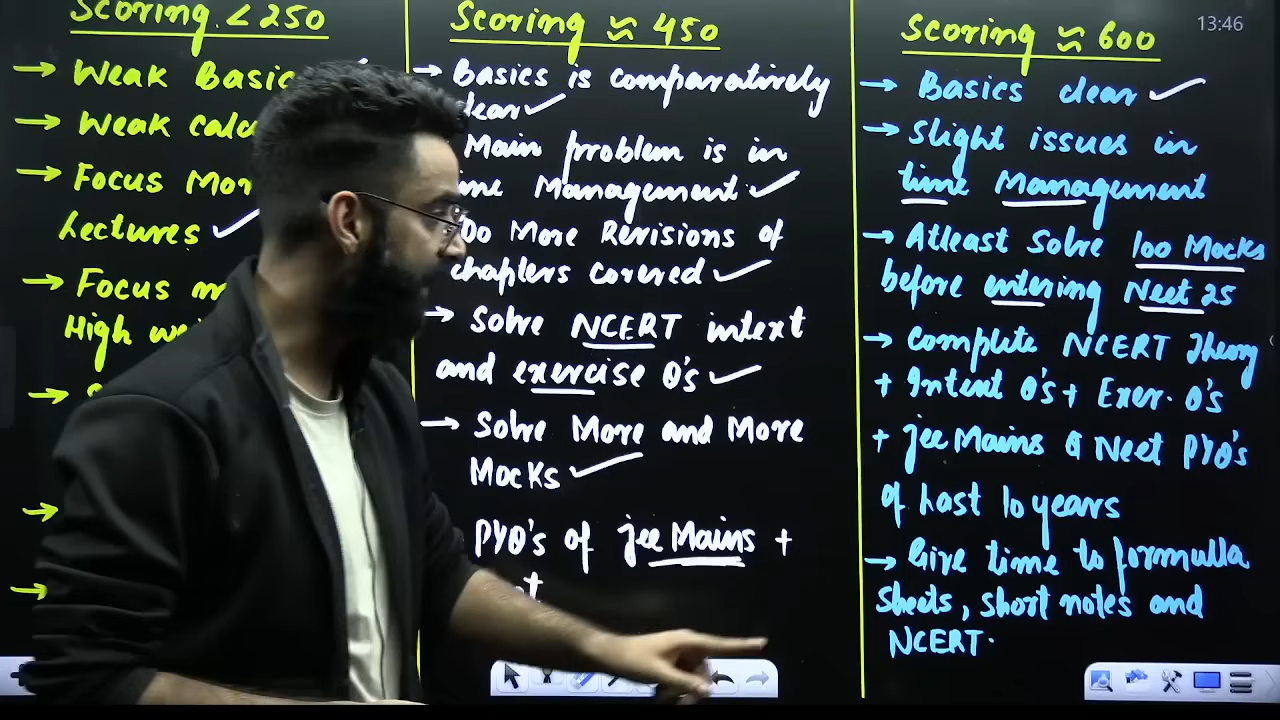 Scoring < 250
→ Weak Basic
→ Weak calc
→ Focus Mor
Lectures ✓
→ Focus m
High we
→
→
→
Scoring ≈ 450
→ Basics is comparatively
lear ✓
Main problem is in
me Management. ✓
Do More Revisions of
chapters covered ✓
→ Solve NCERT intext
and exercise Q's ✓
→ Solve More and More
Mocks ✓
PYQ's of jee Mains +
Scoring ≈ 600
→ Basics clear ✓
→ Slight issues in
time Management
→ Atleast Solve 100 Mocks
before entering Neet 25
→ Complete NCERT Theory
+ Intext Q's + Exer. Q's
+ jee Mains & Neet PYQ's
of Last 10 years
→ Give time to formulla
sheets, short notes and
NCERT.
13:46